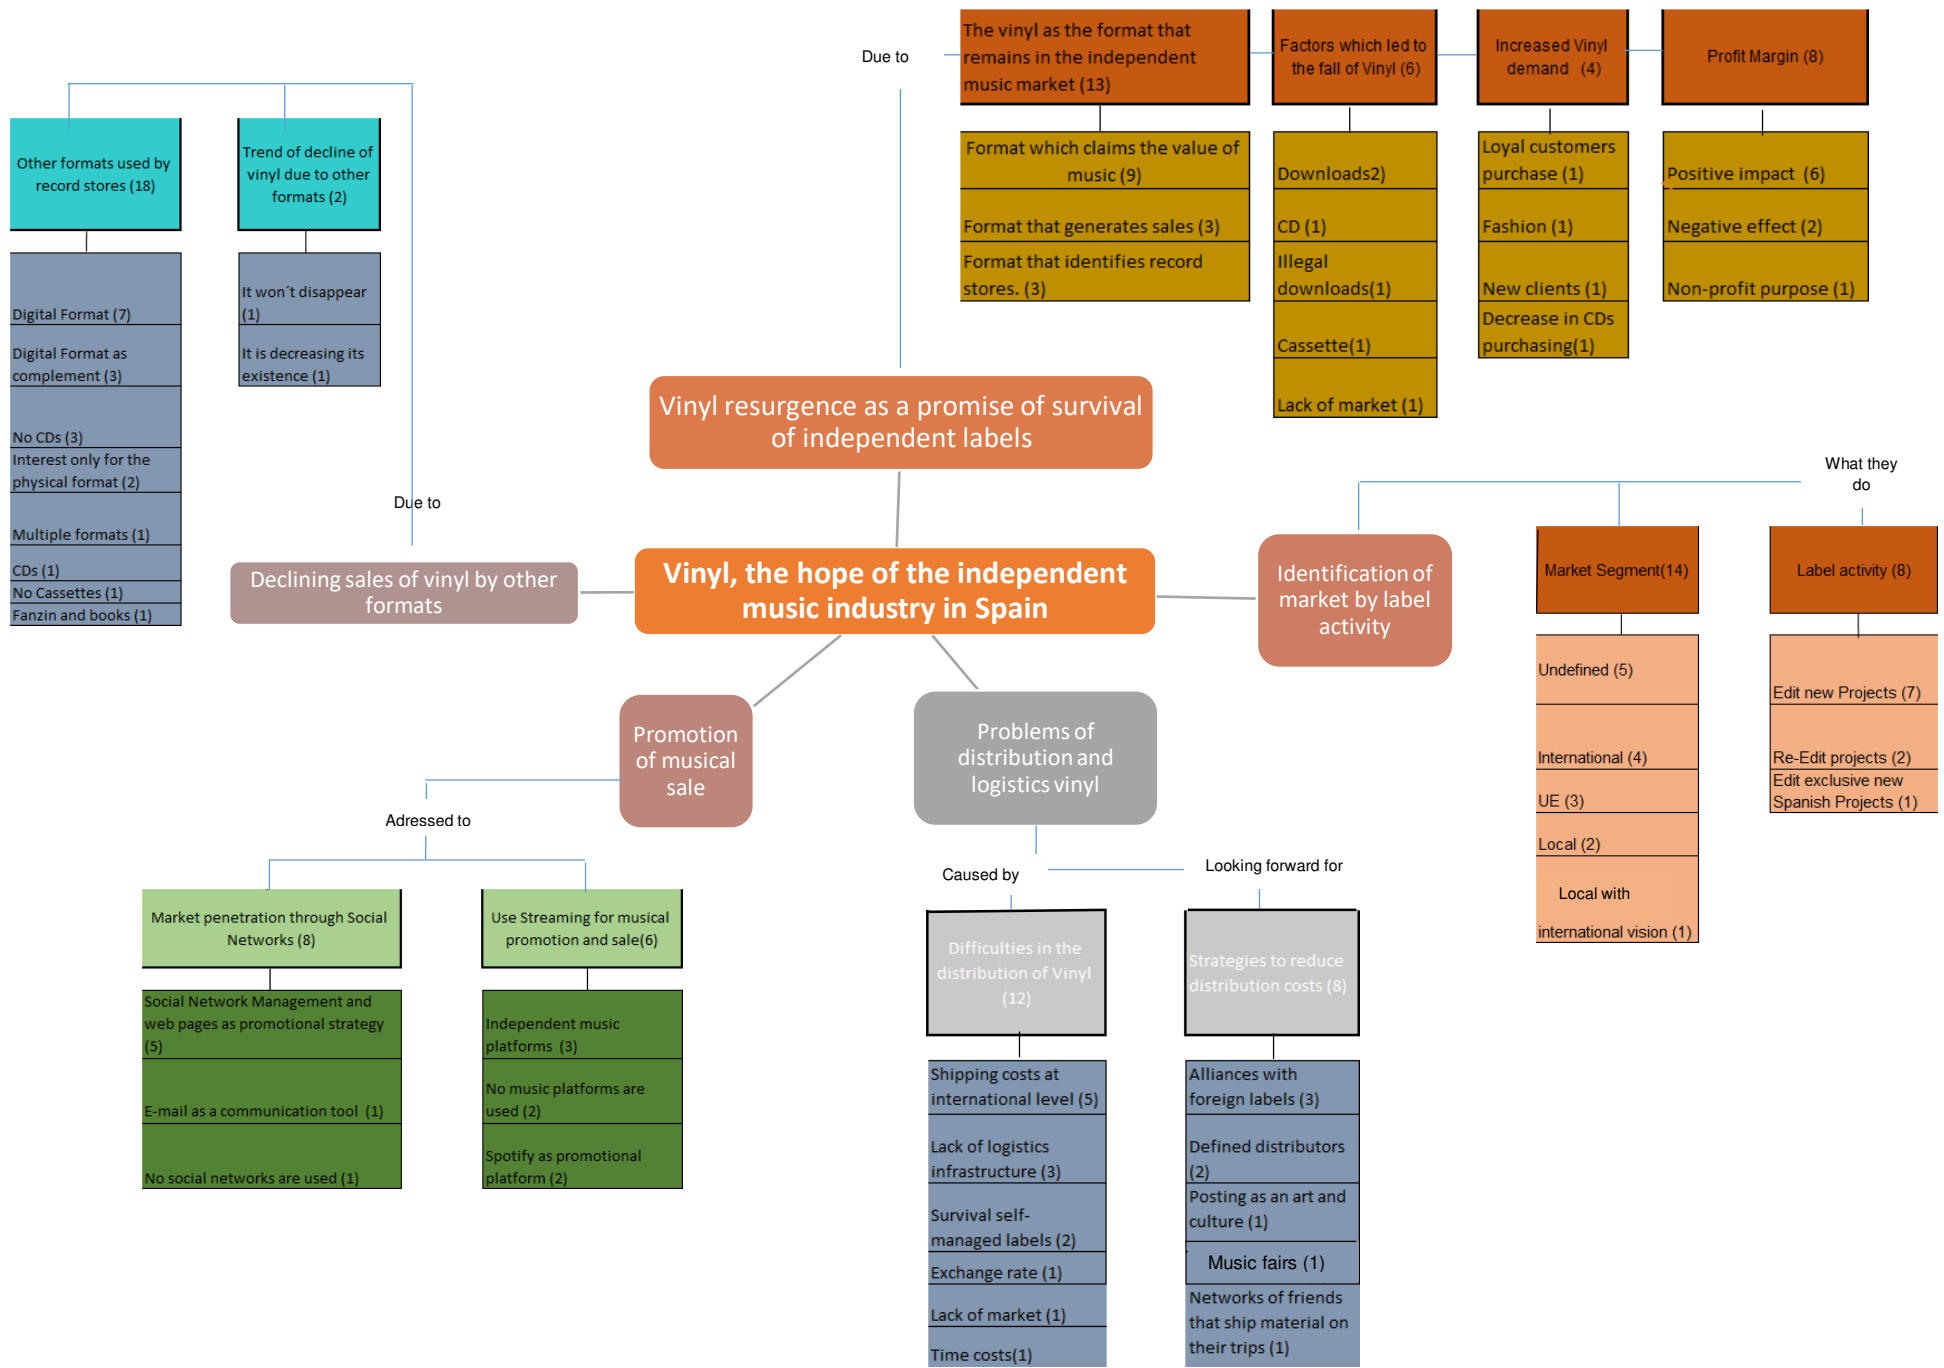 Due to
The vinyl as the format that
remains in the independent
music market (13)
Factors which led to
the fall of Vinyl (6)
Increased Vinyl
demand (4)
Profit Margin (8)
Format which claims the value of
music (9)
Format that generates sales (3)
Format that identifies record
stores. (3)
Downloads2)
CD (1)
Illegal
downloads(1)
Cassette(1)
Lack of market (1)
Loyal customers
purchase (1)
Fashion (1)
New clients (1)
Decrease in CDs
purchasing(1)
Positive impact (6)
Negative effect (2)
Non-profit purpose (1)
Other formats used by
record stores (18)
Trend of decline of
vinyl due to other
formats (2)
Digital Format (7)
Digital Format as
complement (3)
No CDs (3)
Interest only for the
physical format (2)
Multiple formats (1)
CDs (1)
No Cassettes (1)
Fanzin and books (1)
It won´t disappear
(1)
It is decreasing its
existence (1)
Due to
Vinyl resurgence as a promise of survival
of independent labels
Declining sales of vinyl by other
formats
Vinyl, the hope of the independent
music industry in Spain
Identification of
market by label
activity
What they
do
Market Segment(14)
Label activity (8)
Undefined (5)
International (4)
UE (3)
Local (2)
Local with
international vision (1)
Edit new Projects (7)
Re-Edit projects (2)
Edit exclusive new
Spanish Projects (1)
Promotion
of musical
sale
Problems of
distribution and
logistics vinyl
Adressed to
Market penetration through Social
Networks (8)
Use Streaming for musical
promotion and sale(6)
Social Network Management and
web pages as promotional strategy
(5)
E-mail as a communication tool (1)
No social networks are used (1)
Independent music
platforms (3)
No music platforms are
used (2)
Spotify as promotional
platform (2)
Caused by
Looking forward for
Difficulties in the
distribution of Vinyl
(12)
Strategies to reduce
distribution costs (8)
Shipping costs at
international level (5)
Lack of logistics
infrastructure (3)
Survival self-
managed labels (2)
Exchange rate (1)
Lack of market (1)
Time costs(1)
Alliances with
foreign labels (3)
Defined distributors
(2)
Posting as an art and
culture (1)
Music fairs (1)
Networks of friends
that ship material on
their trips (1)